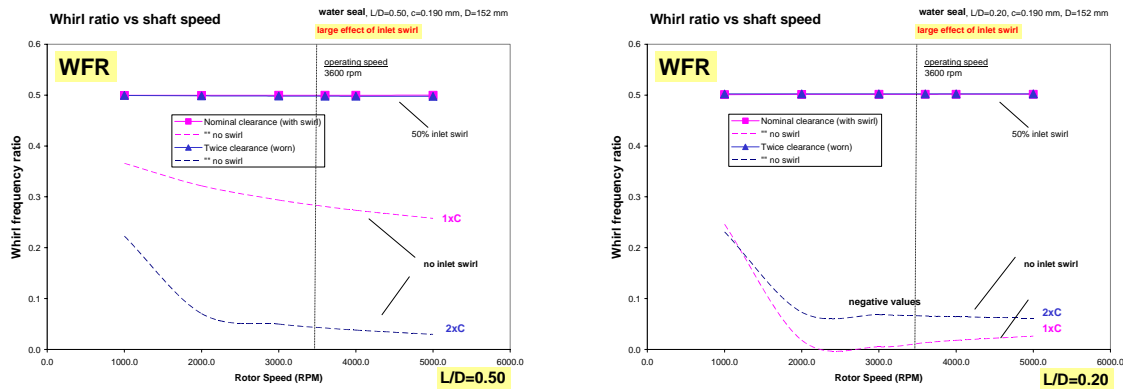 Whirl ratio vs shaft speed
water seal, L/D=0.50, c=0.190 mm, D=152 mm
large effect of inlet swirl
WFR
operating speed
3600 rpm
0.6
0.5
0.4
0.3
0.2
0.1
0.0
Whirl frequency ratio
50% inlet swirl
Nominal clearance (with swirl)
"" no swirl
Twice clearance (worn)
"" no swirl
1xC
no inlet swirl
2xC
0.0 1000.0 2000.0 3000.0 4000.0 5000.0 6000.0
Rotor Speed (RPM)
L/D=0.50
Whirl ratio vs shaft speed
water seal, L/D=0.20, c=0.190 mm, D=152 mm
large effect of inlet swirl
WFR
operating speed
3600 rpm
0.6
0.5
0.4
0.3
0.2
0.1
0.0
Whirl frequency ratio
50% inlet swirl
Nominal clearance (with swirl)
"" no swirl
Twice clearance (worn)
"" no swirl
no inlet swirl
negative values
2xC
1xC
0.0 1000.0 2000.0 3000.0 4000.0 5000.0 6000.0
Rotor Speed (RPM)
L/D=0.20